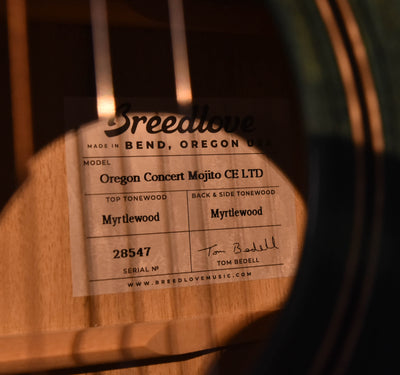 Breedlove
MADE IN BEND, OREGON USA
MODEL
Oregon Concert Mojito CE LTD
TOP TONEWOOD
Myrtlewood
BACK & SIDE TONEWOOD
Myrtlewood
28547
SERIAL Nº
Tom Bedell
TOM BEDELL
WWW.BREEDLOVEMUSIC.COM